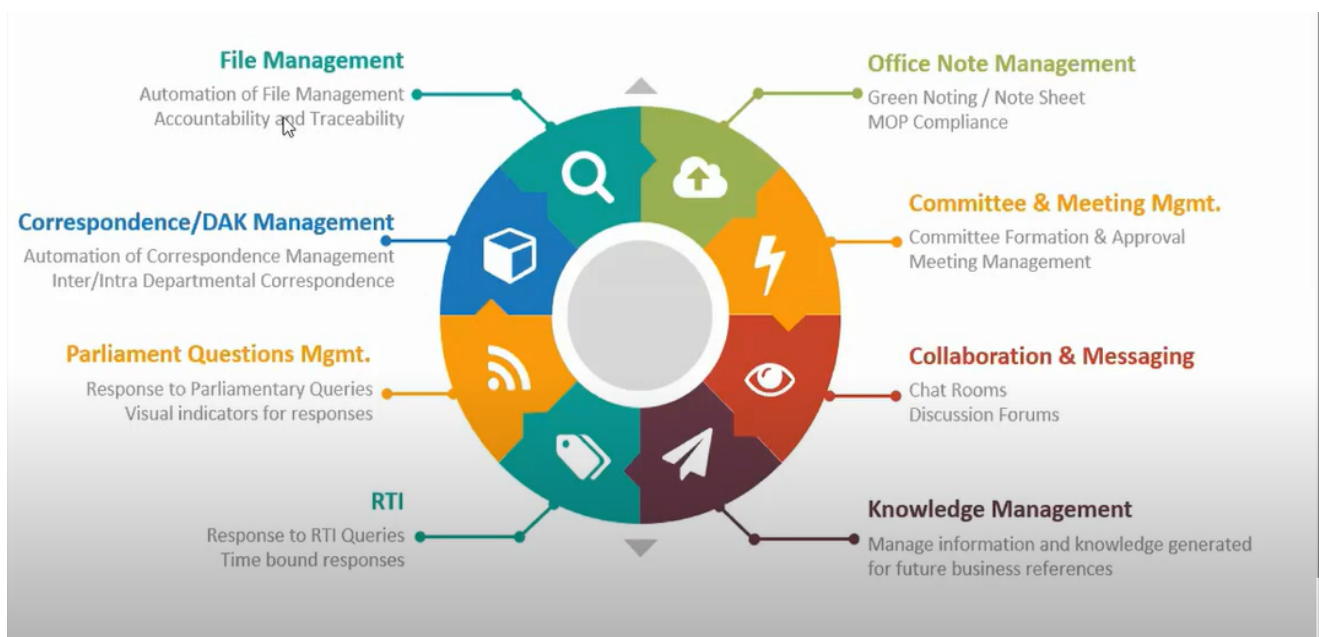 File Management
Automation of File Management
Accountability and Traceability
Correspondence/DAK Management
Automation of Correspondence Management
Inter/Intra Departmental Correspondence
Parliament Questions Mgmt.
Response to Parliamentary Queries
Visual indicators for responses
RTI
Response to RTI Queries
Time bound responses
Office Note Management
Green Noting / Note Sheet
MOP Compliance
Committee & Meeting Mgmt.
Committee Formation & Approval
Meeting Management
Collaboration & Messaging
Chat Rooms
Discussion Forums
Knowledge Management
Manage information and knowledge generated
for future business references